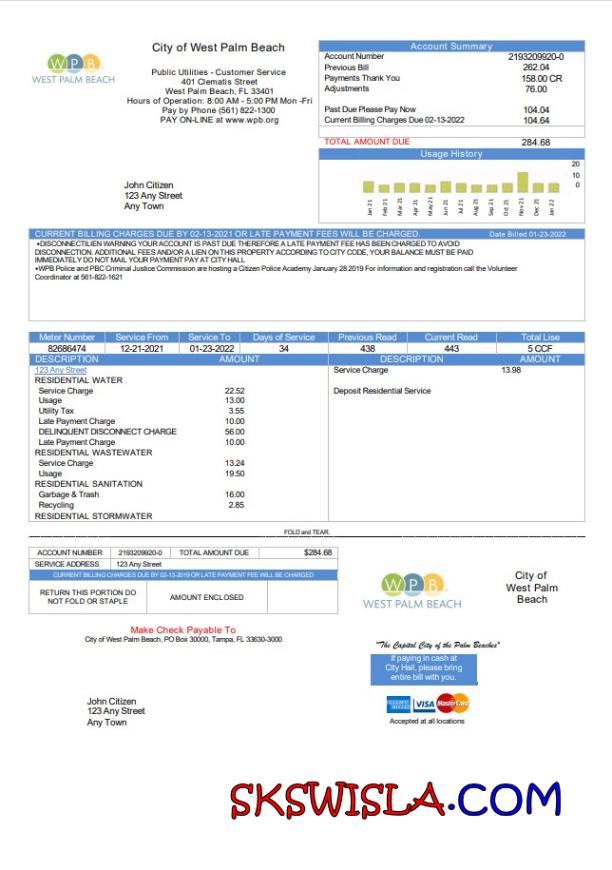 City of West Palm Beach
WPB
WEST PALM BEACH
Public Utilities - Customer Service
401 Clematis Street
West Palm Beach, FL 33401
Hours of Operation: 8:00 AM - 5:00 PM Mon -Fri
Pay by Phone (561) 822-1300
PAY ON-LINE at www.wpb.org
Account Summary
Account Number 2193209920-0
Previous Bill 262.04
Payments Thank You 158.00 CR
Adjustments 76.00
Past Due Please Pay Now 104.04
Current Billing Charges Due 02-13-2022 104.64
TOTAL AMOUNT DUE 284.68
Usage History
20
10
0
Jan 21 Feb 21 Mar 21 Apr 21 May 21 Jun 21 Jul 21 Aug 21 Sep 21 Oct 21 Nov 21 Dec 21 Jan 22
John Citizen
123 Any Street
Any Town
CURRENT BILLING CHARGES DUE BY 02-13-2021 OR LATE PAYMENT FEES WILL BE CHARGED. Date Billed 01-23-2022
•DISCONNECTILIEN WARNING YOUR ACCOUNT IS PAST DUE THEREFORE A LATE PAYMENT FEE HAS BEEN CHARGED TO AVOID
DISCONNECTION. ADDITIONAL FEES AND/OR A LIEN ON THIS PROPERTY ACCORDING TO CITY CODE, YOUR BALANCE MUST BE PAID
IMMEDIATELY DO NOT MAIL YOUR PAYMENT PAY AT CITY HALL
•WPB Police and PBC Criminal Justice Commission are hosting a Citizen Police Academy January 28 2019 For information and registration call the Volunteer
Coordinator at 561-822-1621
Meter Number Service From Service To Days of Service Previous Read Current Read Total Lise
82686474 12-21-2021 01-23-2022 34 438 443 5 CCF
DESCRIPTION AMOUNT DESCRIPTION AMOUNT
123 Any Street Service Charge 13.98
RESIDENTIAL WATER
Service Charge 22.52 Deposit Residential Service
Usage 13.00
Utility Tax 3.55
Late Payment Charge 10.00
DELINQUENT DISCONNECT CHARGE 56.00
Late Payment Charge 10.00
RESIDENTIAL WASTEWATER
Service Charge 13.24
Usage 19.50
RESIDENTIAL SANITATION
Garbage & Trash 16.00
Recycling 2.85
RESIDENTIAL STORMWATER
FOLD and TEAR.
ACCOUNT NUMBER 2193209920-0 TOTAL AMOUNT DUE $284.68
SERVICE ADDRESS 123 Any Street
CURRENT BILLING CHARGES DUE BY 02-13-2019 OR LATE PAYMENT FEE WILL BE CHARGED
RETURN THIS PORTION DO
NOT FOLD OR STAPLE
AMOUNT ENCLOSED
WPB
WEST PALM BEACH
City of
West Palm
Beach
Make Check Payable To
City of West Palm Beach, PO Box 30000, Tampa, FL 33630-3000
"The Capital City of the Palm Beaches"
If paying in cash at
City Hall, please bring
entire bill with you.
John Citizen
123 Any Street
Any Town
AMERICAN EXPRESS VISA MasterCard
Accepted at all locations
SKSWISLA.COM